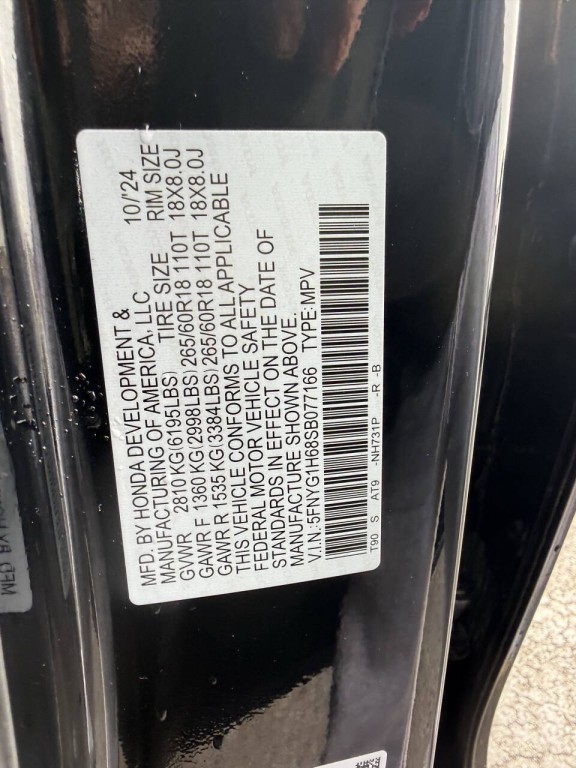 MFD. BY HONDA DEVELOPMENT & 10/24
MANUFACTURING OF AMERICA, LLC
GVWR 2810 KG(6195LBS) TIRE SIZE RIM SIZE
GAWR F 1360 KG(2998LBS) 265/60R18 110T 18X8.0J
GAWR R 1535 KG(3384LBS) 265/60R18 110T 18X8.0J
THIS VEHICLE CONFORMS TO ALL APPLICABLE
FEDERAL MOTOR VEHICLE SAFETY
STANDARDS IN EFFECT ON THE DATE OF
MANUFACTURE SHOWN ABOVE.
V.I.N.:5FNYG1H68SB077166 TYPE:MPV
T90 S AT9 -NH731P -R -B